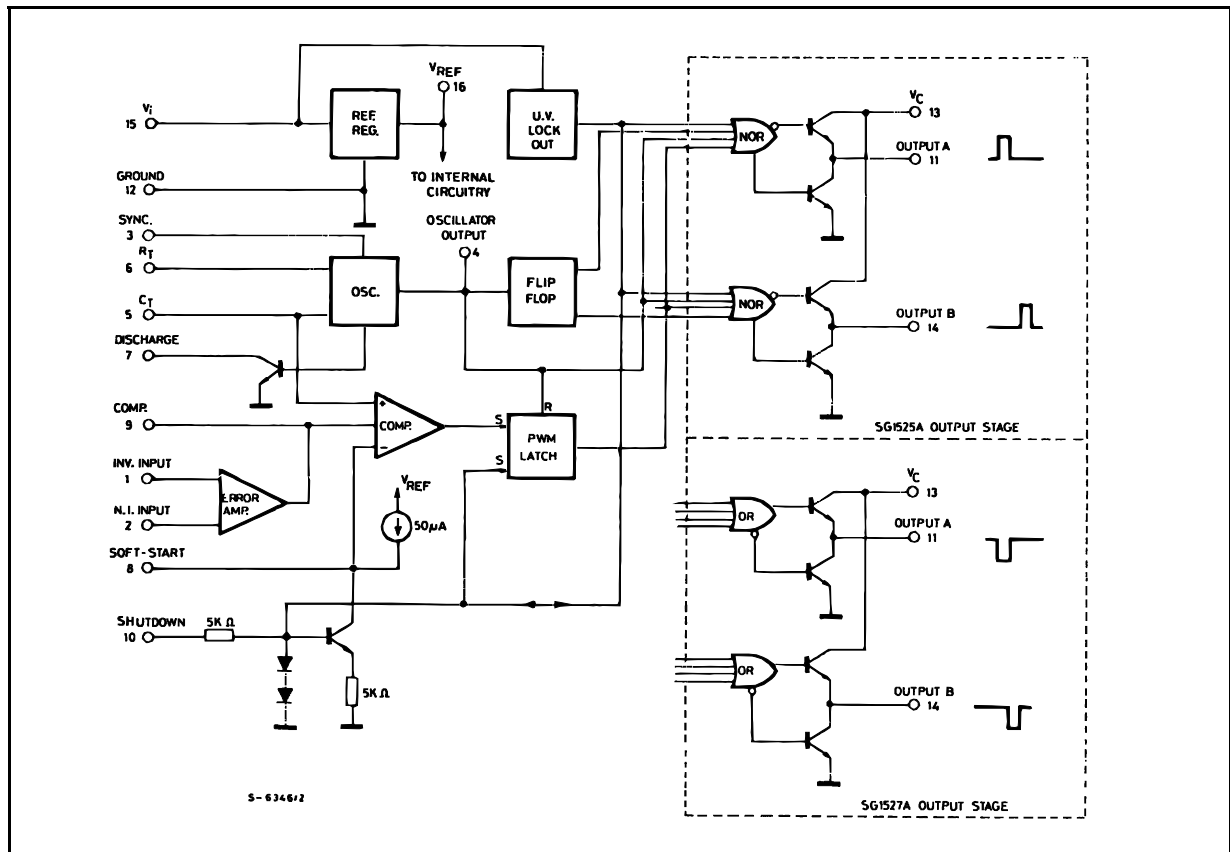 Vi
15
REF.
REG.
VREF
16
TO INTERNAL
CIRCUITRY
U.V.
LOCK
OUT
GROUND
12
SYNC.
3
RT
6
CT
5
DISCHARGE
7
OSC.
OSCILLATOR
OUTPUT
4
FLIP
FLOP
COMP.
9
INV. INPUT
1
N.I. INPUT
2
SOFT-START
8
SHUTDOWN
10
ERROR
AMP.
+
COMP.
−
S
R
S
PWM
LATCH
VREF
50µA
5KΩ
5KΩ
S-6346/2
NOR
VC
13
OUTPUT A
11
NOR
OUTPUT B
14
SG1525A OUTPUT STAGE
OR
VC
13
OUTPUT A
11
OR
OUTPUT B
14
SG1527A OUTPUT STAGE